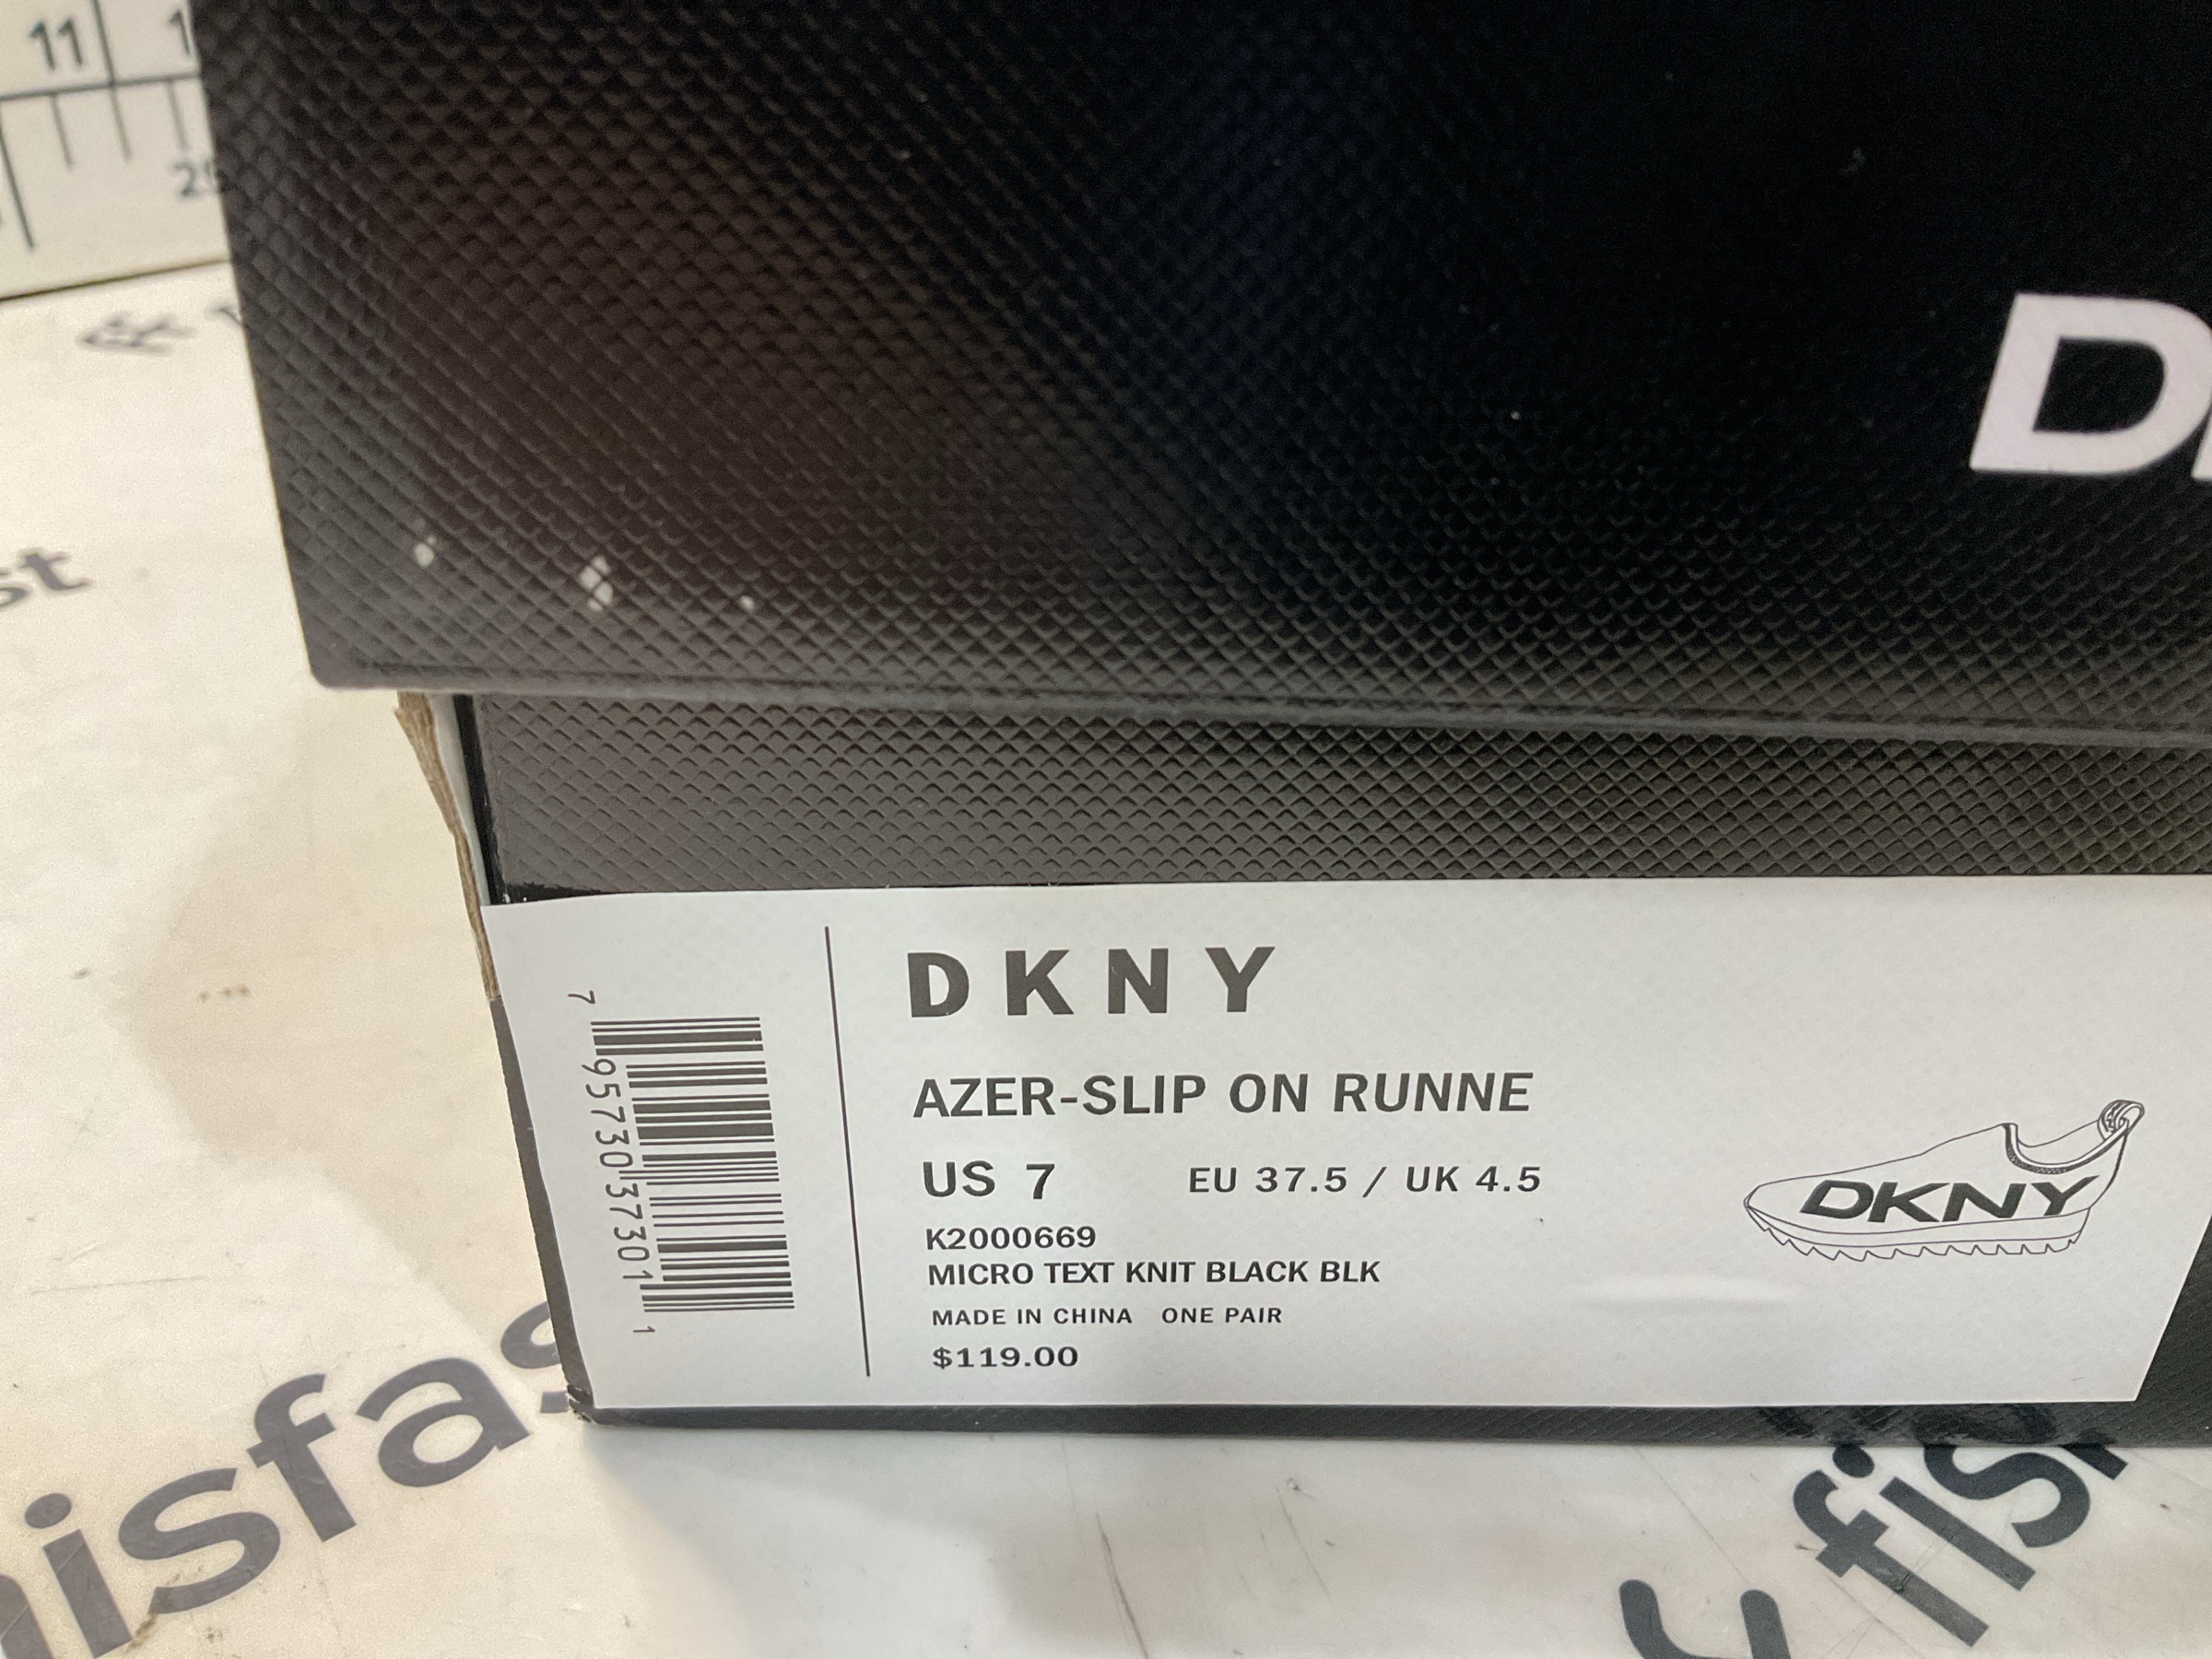 11
DKNY
AZER-SLIP ON RUNNE
US 7 EU 37.5 / UK 4.5
K2000669
MICRO TEXT KNIT BLACK BLK
MADE IN CHINA ONE PAIR
$119.00
7 95730 37301 1
DKNY